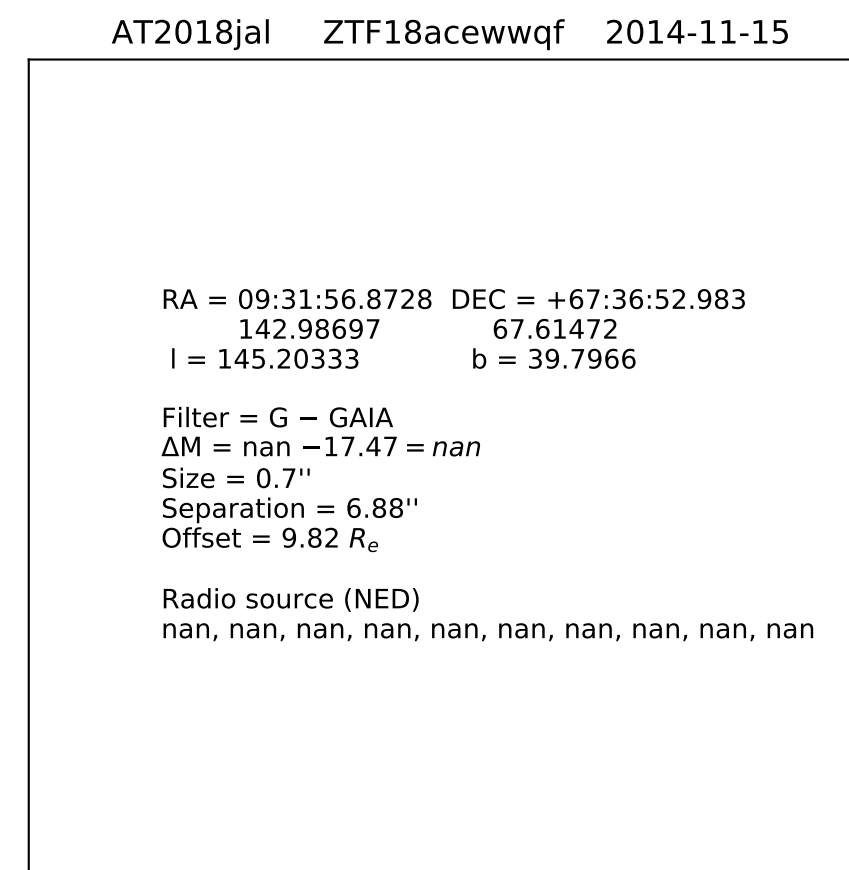 AT2018jal ZTF18acewwqf 2014-11-15
RA = 09:31:56.8728 DEC = +67:36:52.983
142.98697 67.61472
l = 145.20333 b = 39.7966
Filter = G − GAIA
ΔM = nan −17.47 = nan
Size = 0.7''
Separation = 6.88''
Offset = 9.82 Rₑ
Radio source (NED)
nan, nan, nan, nan, nan, nan, nan, nan, nan, nan